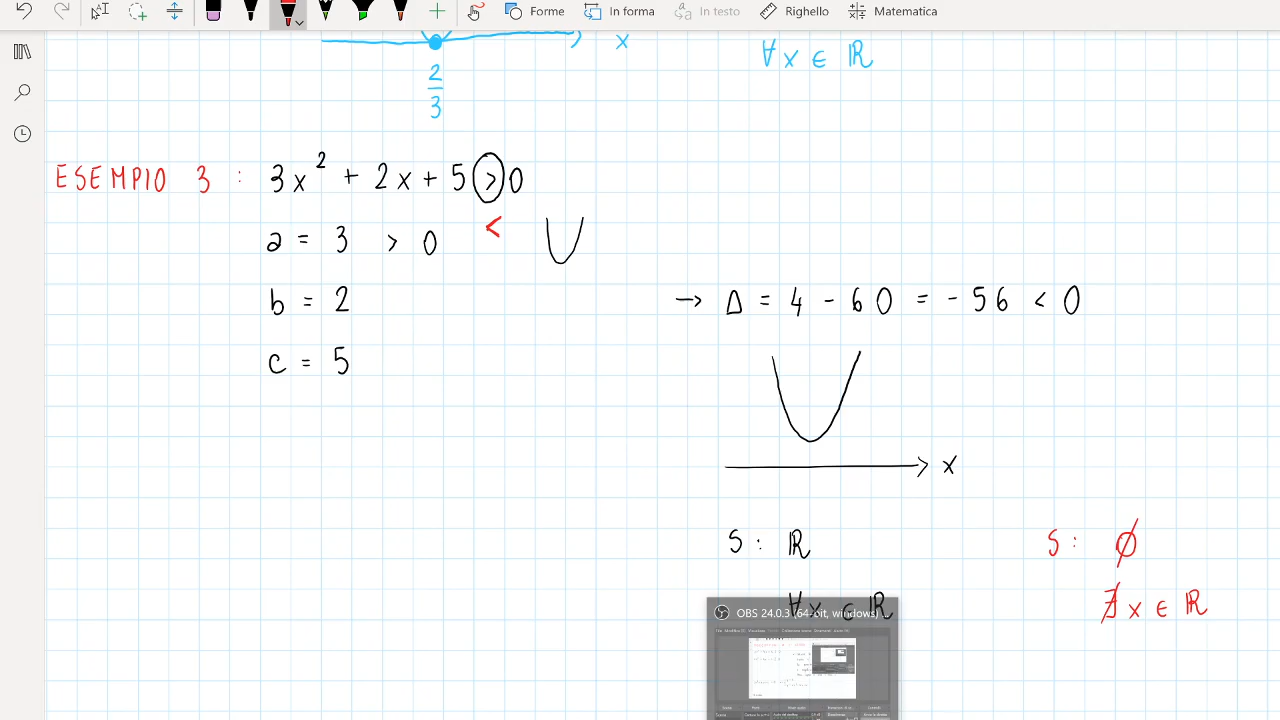 Forme In forma In testo Righello Matematica
x
∀ x ∈ ℝ
2
3
ESEMPIO 3 : 3x² + 2x + 5 > 0
a = 3 > 0 <
b = 2
→ Δ = 4 - 60 = -56 < 0
c = 5
x
S : ℝ S : ∅
∀x ∈ ℝ ∄ x ∈ ℝ
OBS 24.0.3 (64-bit, windows)